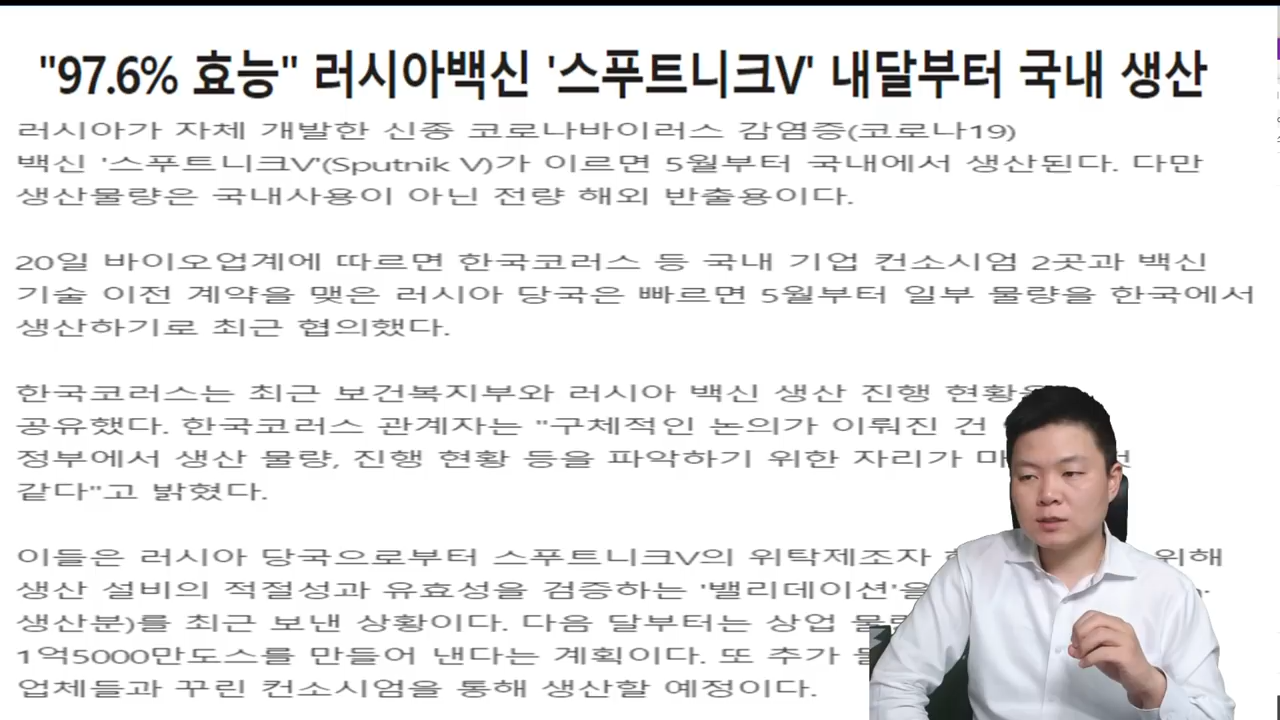 "97.6% 효능" 러시아백신 '스푸트니크V' 내달부터 국내 생산
러시아가 자체 개발한 신종 코로나바이러스 감염증(코로나19)
백신 '스푸트니크V'(Sputnik V)가 이르면 5월부터 국내에서 생산된다. 다만
생산물량은 국내사용이 아닌 전량 해외 반출용이다.
20일 바이오업계에 따르면 한국코러스 등 국내 기업 컨소시엄 2곳과 백신
기술 이전 계약을 맺은 러시아 당국은 빠르면 5월부터 일부 물량을 한국에서
생산하기로 최근 협의했다.
한국코러스는 최근 보건복지부와 러시아 백신 생산 진행 현황을
공유했다. 한국코러스 관계자는 "구체적인 논의가 이뤄진 건
정부에서 생산 물량, 진행 현황 등을 파악하기 위한 자리가
같다"고 밝혔다.
이들은 러시아 당국으로부터 스푸트니크V의 위탁제조자 위해
생산 설비의 적절성과 유효성을 검증하는 '밸리데이션'을
생산분)를 최근 보낸 상황이다. 다음 달부터는 상업
1억5000만도스를 만들어 낸다는 계획이다. 또 추가
업체들과 꾸린 컨소시엄을 통해 생산할 예정이다.